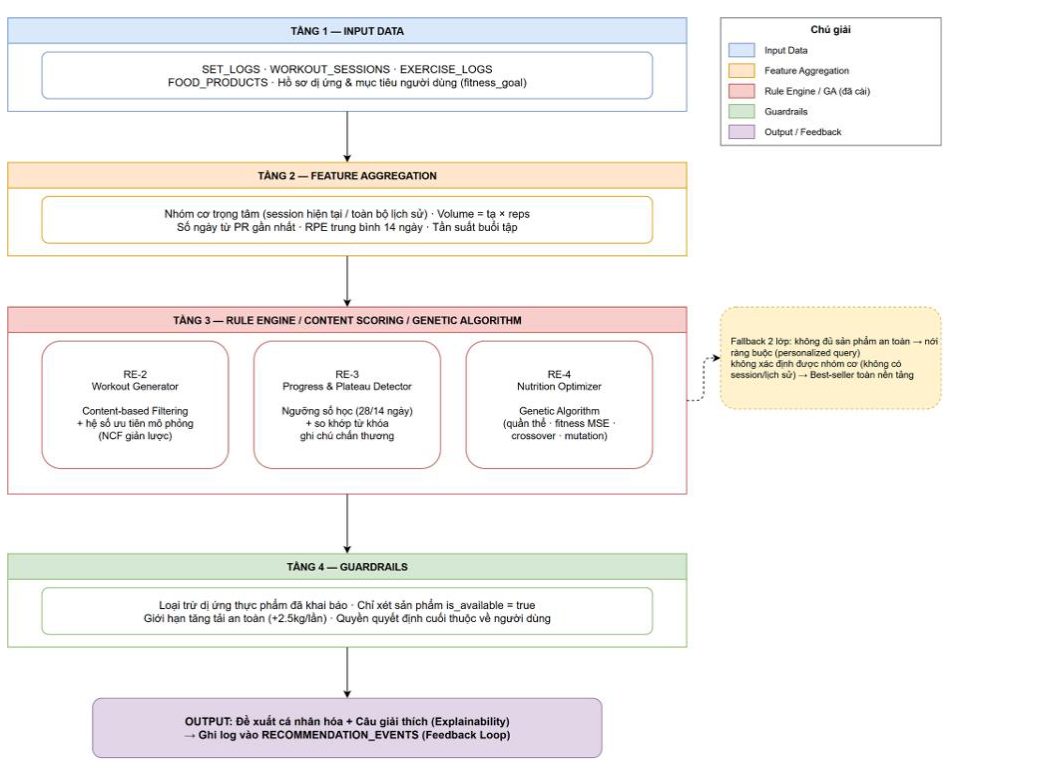 TẦNG 1 — INPUT DATA
SET_LOGS · WORKOUT_SESSIONS · EXERCISE_LOGS
FOOD_PRODUCTS · Hồ sơ dị ứng & mục tiêu người dùng (fitness_goal)
Chú giải
Input Data
Feature Aggregation
Rule Engine / GA (đã cài)
Guardrails
Output / Feedback
TẦNG 2 — FEATURE AGGREGATION
Nhóm cơ trọng tâm (session hiện tại / toàn bộ lịch sử) · Volume = tạ × reps
Số ngày từ PR gần nhất · RPE trung bình 14 ngày · Tần suất buổi tập
TẦNG 3 — RULE ENGINE / CONTENT SCORING / GENETIC ALGORITHM
RE-2
Workout Generator
Content-based Filtering
+ hệ số ưu tiên mô phỏng
(NCF giản lược)
RE-3
Progress & Plateau Detector
Ngưỡng số học (28/14 ngày)
+ so khớp từ khóa
ghi chú chấn thương
RE-4
Nutrition Optimizer
Genetic Algorithm
(quần thể · fitness MSE ·
crossover · mutation)
Fallback 2 lớp: không đủ sản phẩm an toàn → nới
ràng buộc (personalized query)
không xác định được nhóm cơ (không có
session/lịch sử) → Best-seller toàn nền tảng
TẦNG 4 — GUARDRAILS
Loại trừ dị ứng thực phẩm đã khai báo · Chỉ xét sản phẩm is_available = true
Giới hạn tăng tải an toàn (+2.5kg/lần) · Quyền quyết định cuối thuộc về người dùng
OUTPUT: Đề xuất cá nhân hóa + Câu giải thích (Explainability)
→ Ghi log vào RECOMMENDATION_EVENTS (Feedback Loop)